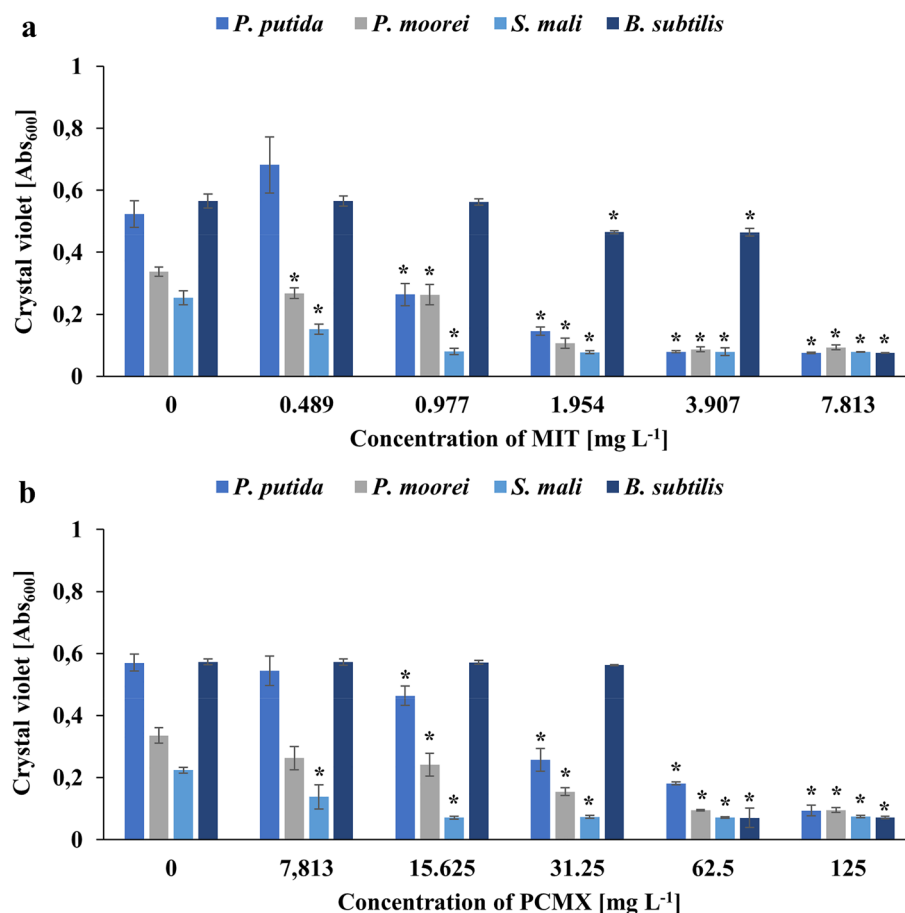 a
P. putida P. moorei S. mali B. subtilis
1
0,8
0,6
0,4
0,2
0
Crystal violet [Abs600]
* * * * * * * * * * * * * * * * *
0 0.489 0.977 1.954 3.907 7.813
Concentration of MIT [mg L-1]
b
P. putida P. moorei S. mali B. subtilis
1
0,8
0,6
0,4
0,2
0
Crystal violet [Abs600]
* * * * * * * * * * * * * * *
0 7,813 15.625 31.25 62.5 125
Concentration of PCMX [mg L-1]